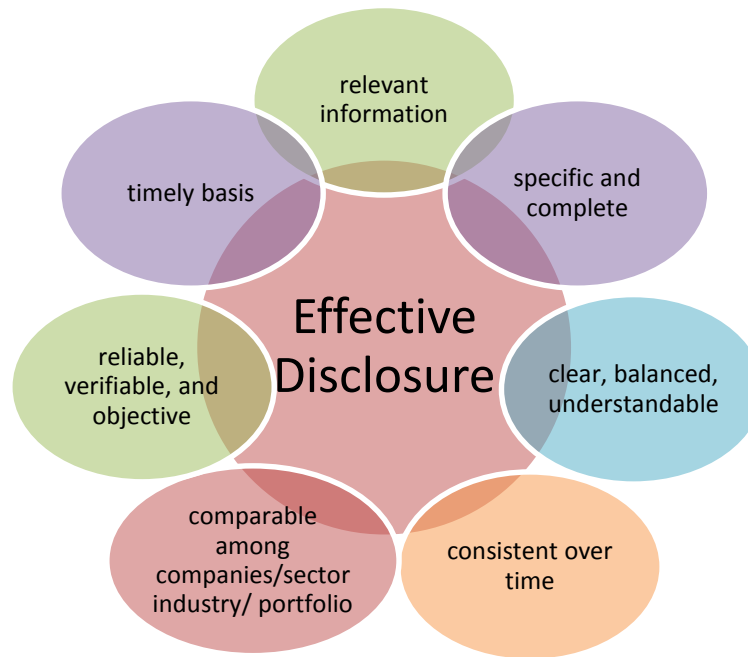 relevant
information
specific and
complete
clear, balanced,
understandable
consistent over
time
comparable
among
companies/sector
industry/ portfolio
reliable,
verifiable, and
objective
timely basis
Effective
Disclosure